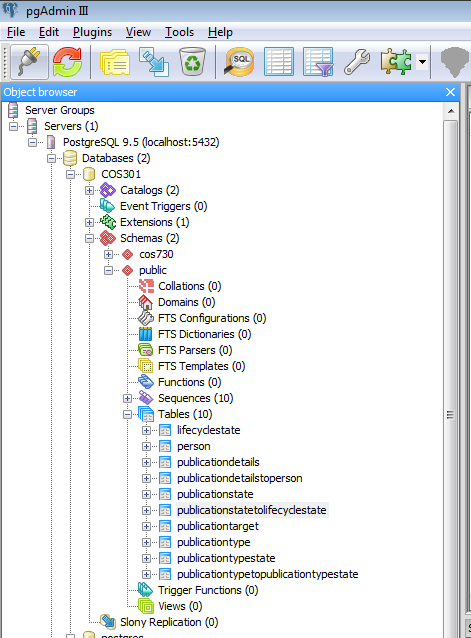 pgAdmin III
File Edit Plugins View Tools Help
SQL
Object browser
Server Groups
Servers (1)
PostgreSQL 9.5 (localhost:5432)
Databases (2)
COS301
Catalogs (2)
Event Triggers (0)
Extensions (1)
Schemas (2)
cos730
public
Collations (0)
Domains (0)
FTS Configurations (0)
FTS Dictionaries (0)
FTS Parsers (0)
FTS Templates (0)
Functions (0)
Sequences (10)
Tables (10)
lifecyclestate
person
publicationdetails
publicationdetailstoperson
publicationstate
publicationstatetolifecyclestate
publicationtarget
publicationtype
publicationtypestate
publicationtypetopublicationtypestate
Trigger Functions (0)
Views (0)
Slony Replication (0)
postgres